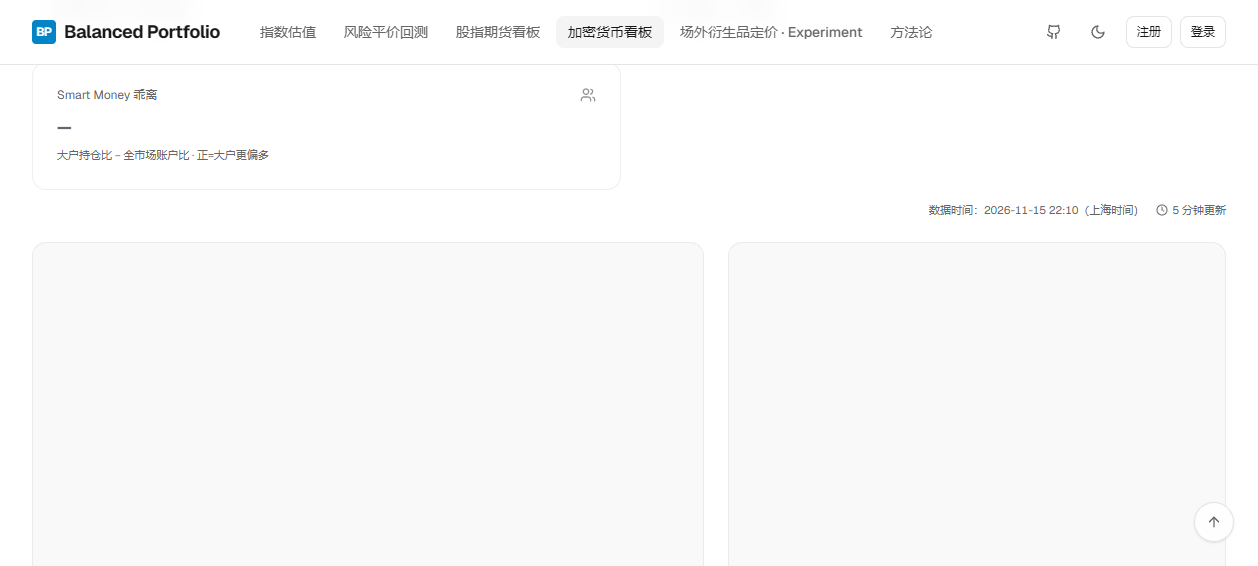 BP Balanced Portfolio 指数估值 风险平价回测 股指期货看板 加密货币看板 场外衍生品定价 · Experiment 方法论 注册 登录
Smart Money 乖离
—
大户持仓比 − 全市场账户比 · 正=大户更偏多
数据时间：2026-11-15 22:10（上海时间） 5 分钟更新